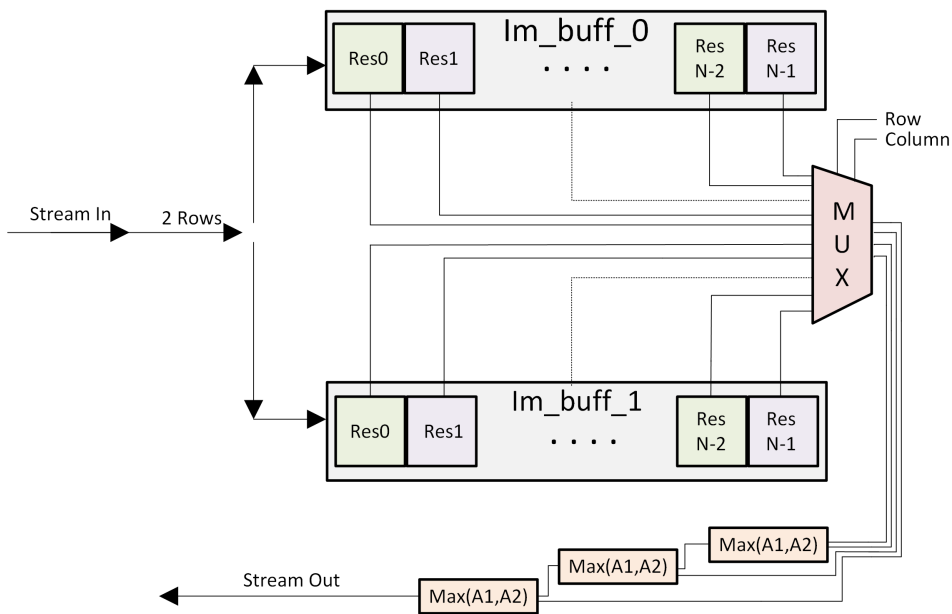 Im_buff_0
Res0
Res1
. . . .
Res
N-2
Res
N-1
Row
Column
Stream In
2 Rows
M
U
X
Im_buff_1
Res0
Res1
. . . .
Res
N-2
Res
N-1
Max(A1,A2)
Max(A1,A2)
Stream Out
Max(A1,A2)